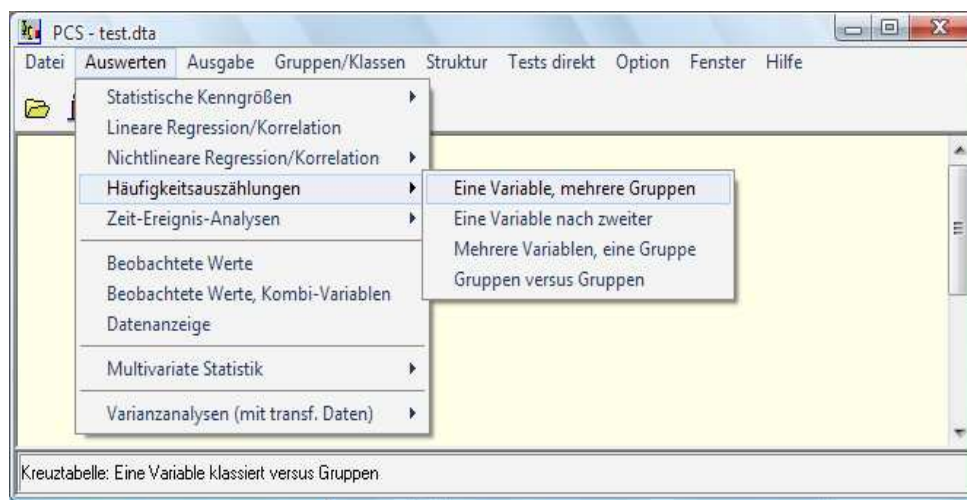 PCS - test.dta
Datei Auswerten Ausgabe Gruppen/Klassen Struktur Tests direkt Option Fenster Hilfe
Statistische Kenngrößen
Lineare Regression/Korrelation
Nichtlineare Regression/Korrelation
Häufigkeitsauszählungen
Zeit-Ereignis-Analysen
Beobachtete Werte
Beobachtete Werte, Kombi-Variablen
Datenanzeige
Multivariate Statistik
Varianzanalysen (mit transf. Daten)
Eine Variable, mehrere Gruppen
Eine Variable nach zweiter
Mehrere Variablen, eine Gruppe
Gruppen versus Gruppen
Kreuztabelle: Eine Variable klassiert versus Gruppen